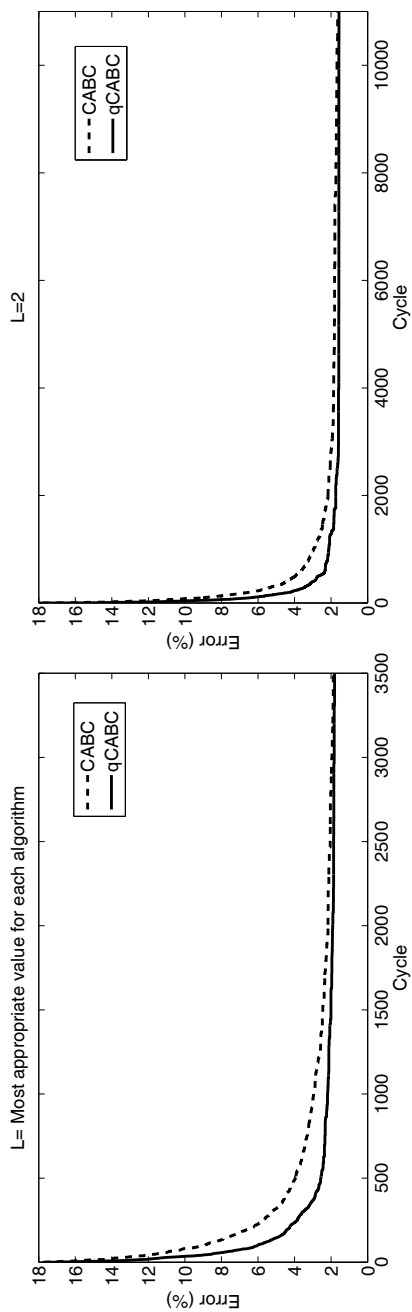 L= Most appropriate value for each algorithm
CABC
qCABC
Error (%)
18
16
14
12
10
8
6
4
2
0
0 500 1000 1500 2000 2500 3000 3500
Cycle
L=2
CABC
qCABC
Error (%)
18
16
14
12
10
8
6
4
2
0
0 2000 4000 6000 8000 10000
Cycle